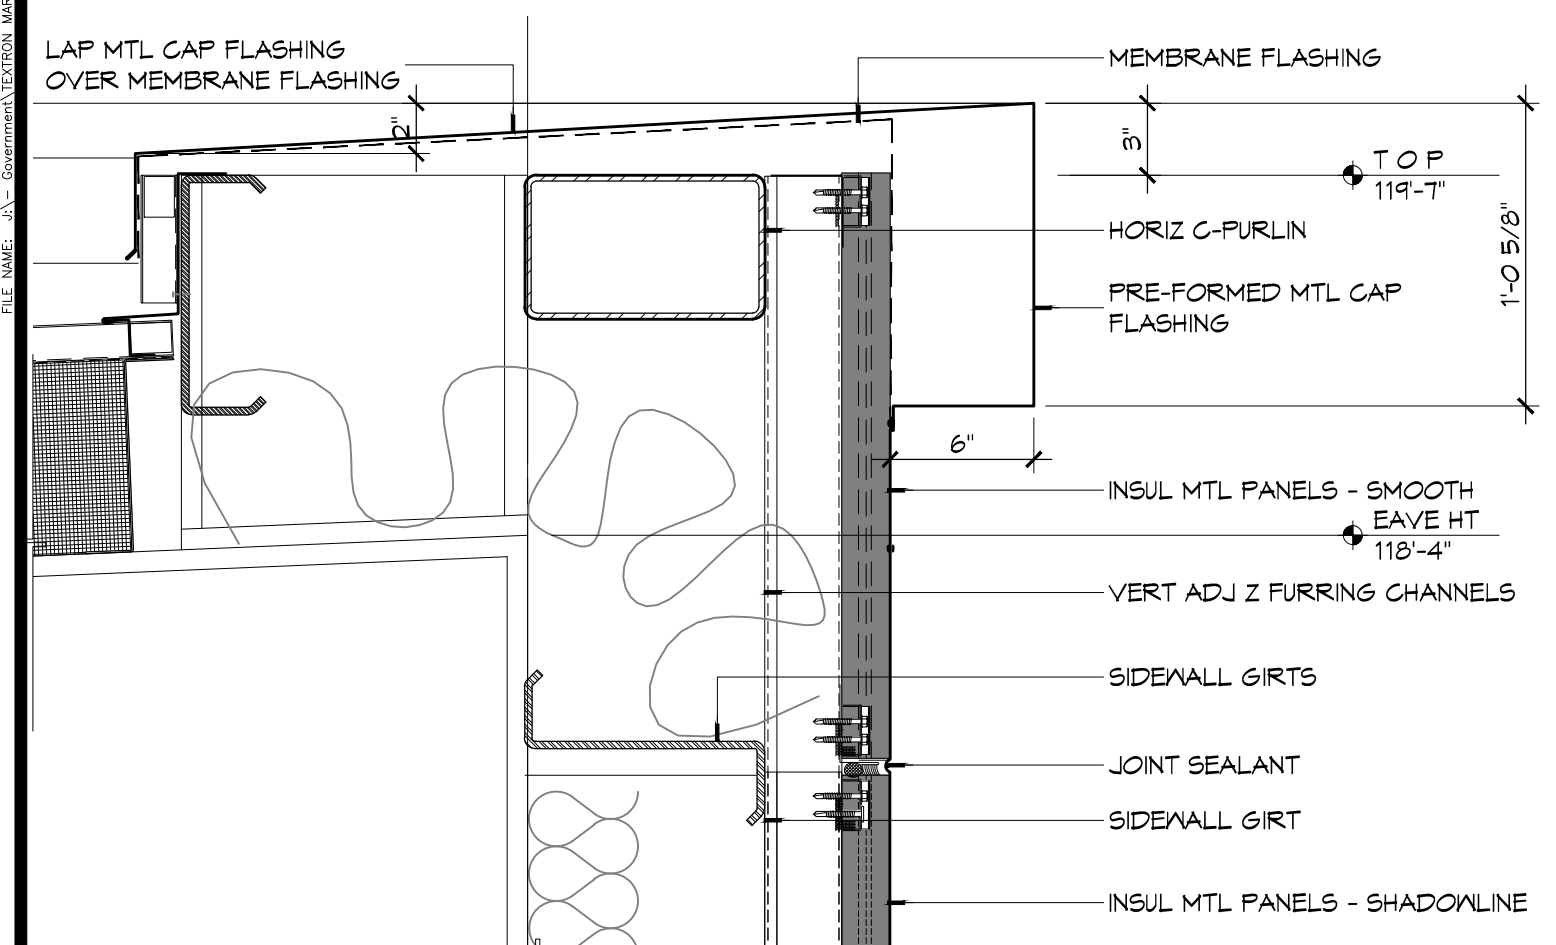 LAP MTL CAP FLASHING
OVER MEMBRANE FLASHING
2"
MEMBRANE FLASHING
3"
T O P
119'-7"
HORIZ C-PURLIN
1'-0 5/8"
PRE-FORMED MTL CAP
FLASHING
6"
INSUL MTL PANELS - SMOOTH
EAVE HT
118'-4"
VERT ADJ Z FURRING CHANNELS
SIDEWALL GIRTS
JOINT SEALANT
SIDEWALL GIRT
INSUL MTL PANELS - SHADOWLINE
FILE NAME: J:\- Government\TEXTRON MAR